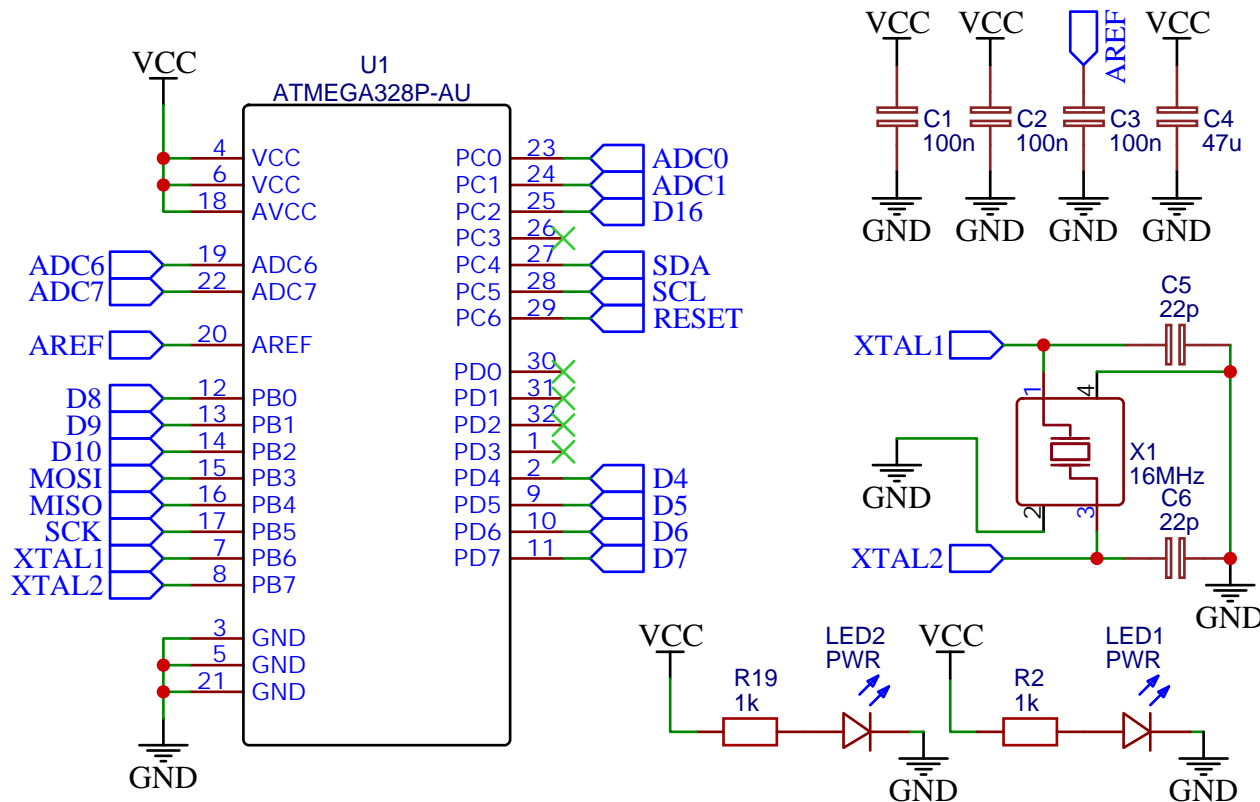 VCC
U1
ATMEGA328P-AU
4 VCC PC0 23 ADC0
6 VCC PC1 24 ADC1
18 AVCC PC2 25 D16
PC3 26
ADC6 19 ADC6 PC4 27 SDA
ADC7 22 ADC7 PC5 28 SCL
PC6 29 RESET
AREF 20 AREF
PD0 30
D8 12 PB0 PD1 31
D9 13 PB1 PD2 32
D10 14 PB2 PD3 1
MOSI 15 PB3 PD4 2 D4
MISO 16 PB4 PD5 9 D5
SCK 17 PB5 PD6 10 D6
XTAL1 7 PB6 PD7 11 D7
XTAL2 8 PB7
3 GND
5 GND
21 GND
GND
VCC VCC AREF VCC
C1 C2 C3 C4
100n 100n 100n 47u
GND GND GND GND
C5
22p
XTAL1
1 4
X1
16MHz
GND
2 3
C6
22p
XTAL2
GND
VCC LED2 VCC LED1
PWR PWR
R19 R2
1k 1k
GND GND